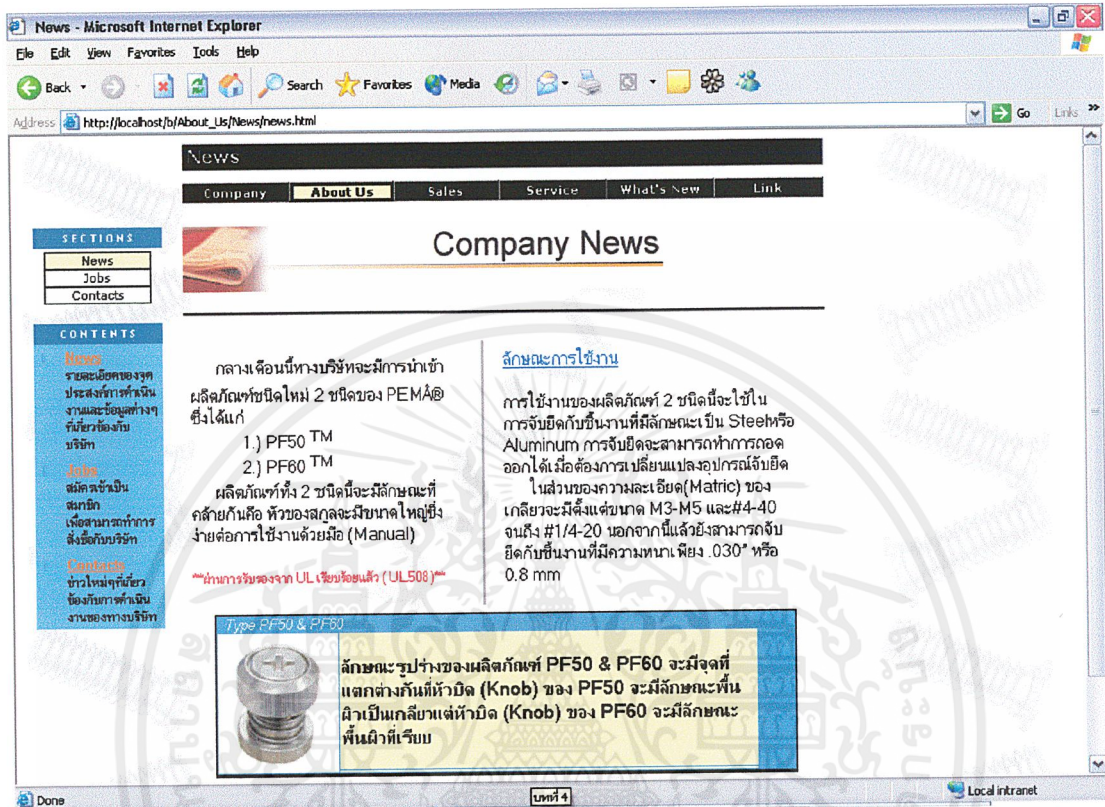 News - Microsoft Internet Explorer
File Edit View Favorites Tools Help
Back Search Favorites Media
Address http://localhost/b/About_Us/News/news.html Go Links
News
Company About Us Sales Service What's New Link
SECTIONS
News
Jobs
Contacts
Company News
CONTENTS
News
รายละเอียดของจุด
ประสงค์การดำเนิน
งานและข้อมูลต่างๆ
ที่เกี่ยวข้องกับ
บริษัท
Jobs
สมัครเข้าเป็น
สมาชิก
เพื่อสามารถทำการ
สั่งซื้อกับบริษัท
Contacts
ข่าวใหม่ๆที่เกี่ยว
ข้องกับการดำเนิน
งานของทางบริษัท
กลางเดือนนี้ทางบริษัทจะมีการนำเข้า
ผลิตภัณฑ์ชนิดใหม่ 2 ชนิดของ PEMÂ®
ซึ่งได้แก่
1.) PF50 TM
2.) PF60 TM
ผลิตภัณฑ์ทั้ง 2 ชนิดนี้จะมีลักษณะที่
คล้ายกันคือ หัวของสกูลจะมีขนาดใหญ่ซึ่ง
ง่ายต่อการใช้งานด้วยมือ (Manual)
***ผ่านการรับรองจาก UL เรียบร้อยแล้ว (UL508)***
ลักษณะการใช้งาน
การใช้งานของผลิตภัณฑ์ 2 ชนิดนี้จะใช้ใน
การจับยึดกับชิ้นงานที่มีลักษณะเป็น Steelหรือ
Aluminum การจับยึดจะสามารถทำการถอด
ออกได้เมื่อต้องการเปลี่ยนแปลงอุปกรณ์จับยึด
ในส่วนของความละเอียด(Matric) ของ
เกลียวจะมีตั้งแต่ขนาด M3-M5 และ#4-40
จนถึง #1/4-20 นอกจากนี้แล้วยังสามารถจับ
ยึดกับชิ้นงานที่มีความหนาเพียง .030" หรือ
0.8 mm
Type PF50 & PF60
ลักษณะรูปร่างของผลิตภัณฑ์ PF50 & PF60 จะมีจุดที่
แตกต่างกันที่หัวบิด (Knob) ของ PF50 จะมีลักษณะพื้น
ผิวเป็นเกลียวแต่หัวบิด (Knob) ของ PF60 จะมีลักษณะ
พื้นผิวที่เรียบ
Done บทที่ 4 Local intranet